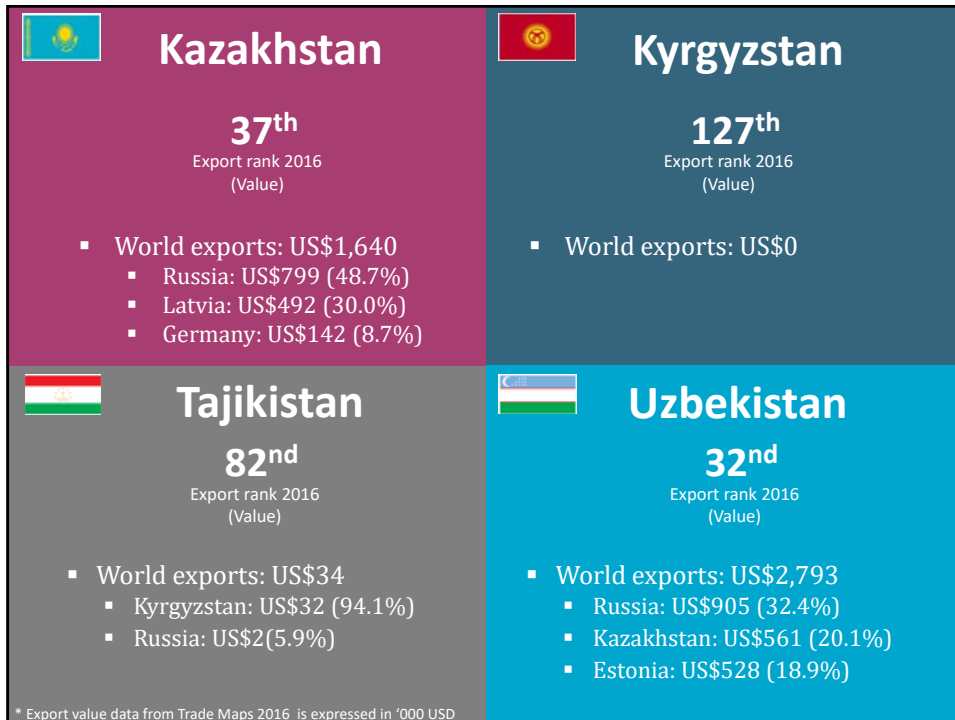 Kazakhstan
37th
Export rank 2016
(Value)
▪ World exports: US$1,640
▪ Russia: US$799 (48.7%)
▪ Latvia: US$492 (30.0%)
▪ Germany: US$142 (8.7%)
Kyrgyzstan
127th
Export rank 2016
(Value)
▪ World exports: US$0
Tajikistan
82nd
Export rank 2016
(Value)
▪ World exports: US$34
▪ Kyrgyzstan: US$32 (94.1%)
▪ Russia: US$2(5.9%)
* Export value data from Trade Maps 2016 is expressed in ‘000 USD
Uzbekistan
32nd
Export rank 2016
(Value)
▪ World exports: US$2,793
▪ Russia: US$905 (32.4%)
▪ Kazakhstan: US$561 (20.1%)
▪ Estonia: US$528 (18.9%)